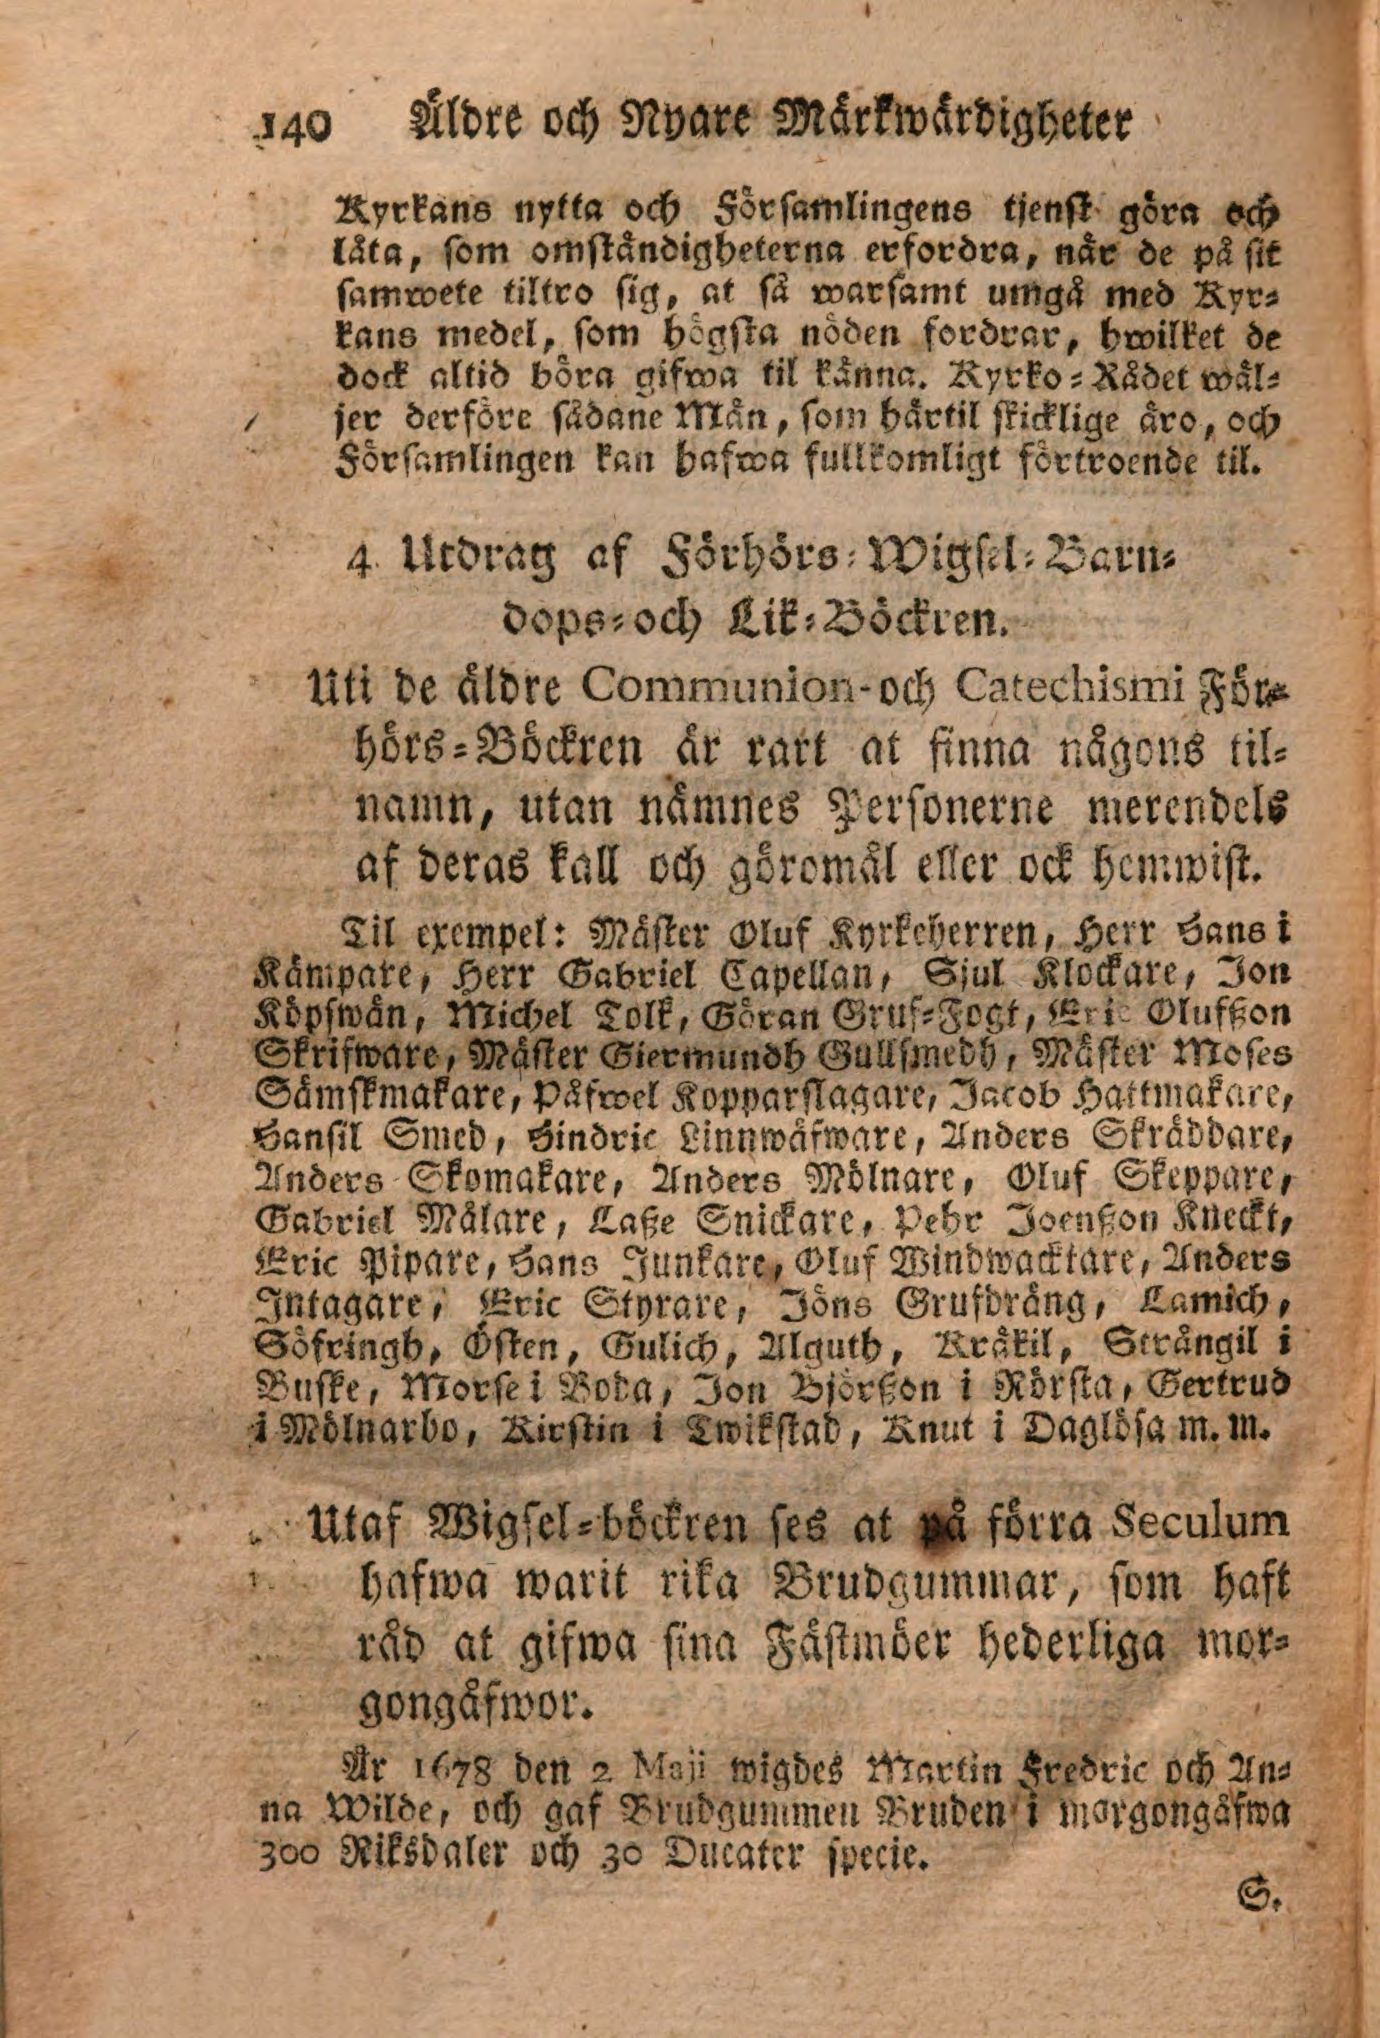 140 Äldre och Nyare Märkwärdigheter
Kyrkans nytta och Församlingens tjenst göra och
låta, som omständigheterna erfordra, när de på sit
samwete tiltro sig, at så warsamt umgå med Kyr-
kans medel, som högsta nöden fordrar, hwilket de
dock altid böra gifwa til känna. Kyrko-Rådet wäl-
jer derföre sådane Män, som härtil skicklige äro, och
Församlingen kan hafwa fullkomligt förtroende til.
4. Utdrag af Förhörs-Wigsel-Barn-
dops-och Lik-Böckren.
Uti de äldre Communion-och Catechismi För-
hörs-Böckren är rart at finna någons til-
namn, utan nämnes Personerne merendels
af deras kall och göromål eller ock hemwist.
Til exempel: Mäster Oluf Kyrkeherren, Herr Hans i
Kämpare, Herr Gabriel Capellan, Sjul Klockare, Jon
Köpswän, Michel Tolk, Göran Gruf-Fogt, Eric Olufßon
Skrifware, Mäster Giermundh Gullsmedh, Mäster Moses
Sämskmakare, Påfwel Kopparslagare, Jacob Hattmakare,
Hansil Smed, Hindric Linnwäfware, Anders Skräddare,
Anders Skomakare, Anders Mölnare, Oluf Skeppare,
Gabriel Målare, Laße Snickare, Pehr Joenßon Kneckt,
Eric Pipare, Hans Junkare, Oluf Windwacktare, Anders
Intagare, Eric Styrare, Jöns Grufdräng, Lamich,
Söfringh, Östen, Gulich, Alguth, Kråkil, Strångil i
Buske, Morse i Boda, Jon Björßon i Rörsta, Gertrud
i Mölnarbo, Kirstin i Twikstad, Knut i Daglösa m. m.
Utaf Wigsel-böckren ses at på förra Seculum
hafwa warit rika Brudgummar, som haft
råd at gifwa sina Fästmöer hederliga mor-
gongåfwor.
År 1678 den 2 Maji wigdes Martin Fredric och An-
na Wilde, och gaf Brudgummen Bruden i morgongåfwa
300 Riksdaler och 30 Ducater specie.
S.